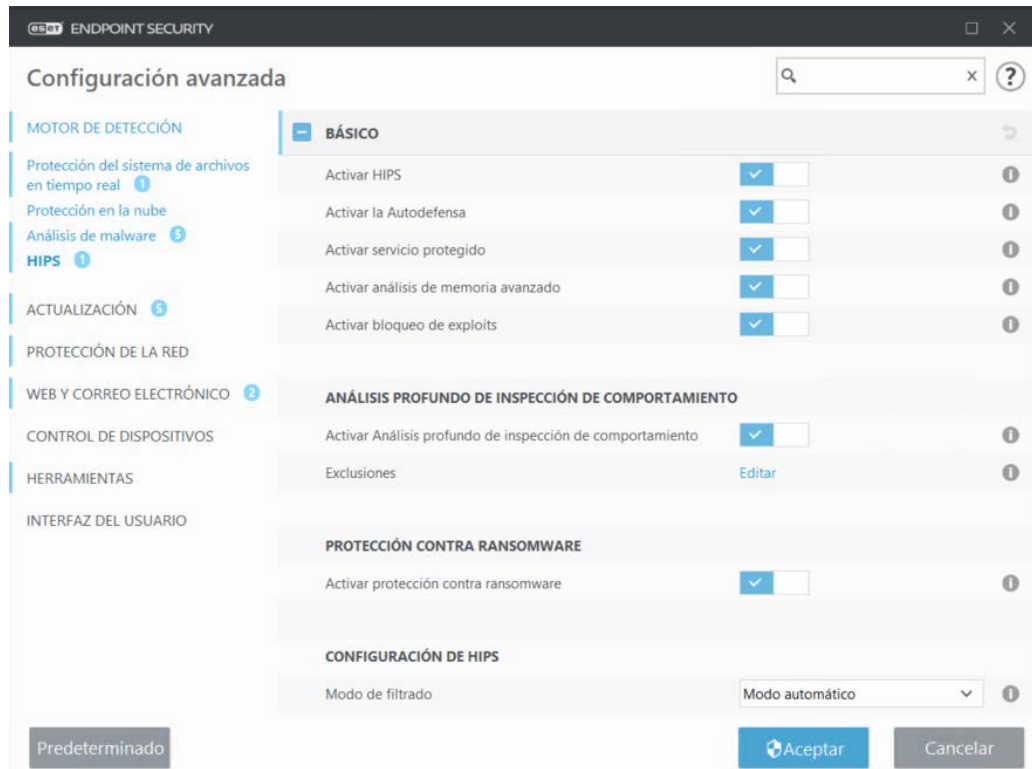 eset ENDPOINT SECURITY
Configuración avanzada
x
?
MOTOR DE DETECCIÓN
Protección del sistema de archivos
en tiempo real 1
Protección en la nube
Análisis de malware 5
HIPS 1
ACTUALIZACIÓN 5
PROTECCIÓN DE LA RED
WEB Y CORREO ELECTRÓNICO 2
CONTROL DE DISPOSITIVOS
HERRAMIENTAS
INTERFAZ DEL USUARIO
BÁSICO
Activar HIPS
Activar la Autodefensa
Activar servicio protegido
Activar análisis de memoria avanzado
Activar bloqueo de exploits
ANÁLISIS PROFUNDO DE INSPECCIÓN DE COMPORTAMIENTO
Activar Análisis profundo de inspección de comportamiento
Exclusiones Editar
PROTECCIÓN CONTRA RANSOMWARE
Activar protección contra ransomware
CONFIGURACIÓN DE HIPS
Modo de filtrado Modo automático
Predeterminado Aceptar Cancelar